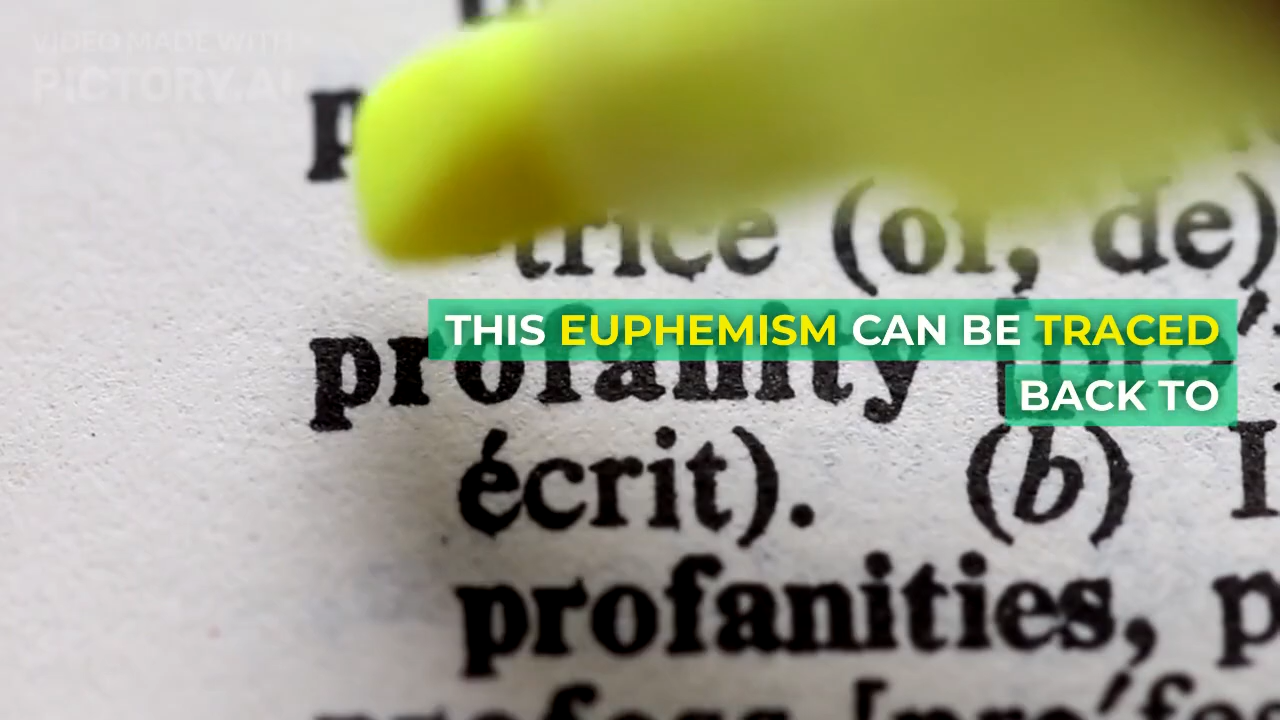 VIDEO MADE WITH
PICTORY.AI
trice (of, de)
THIS EUPHEMISM CAN BE TRACED
profanity
BACK TO
écrit). (b)
profanities,